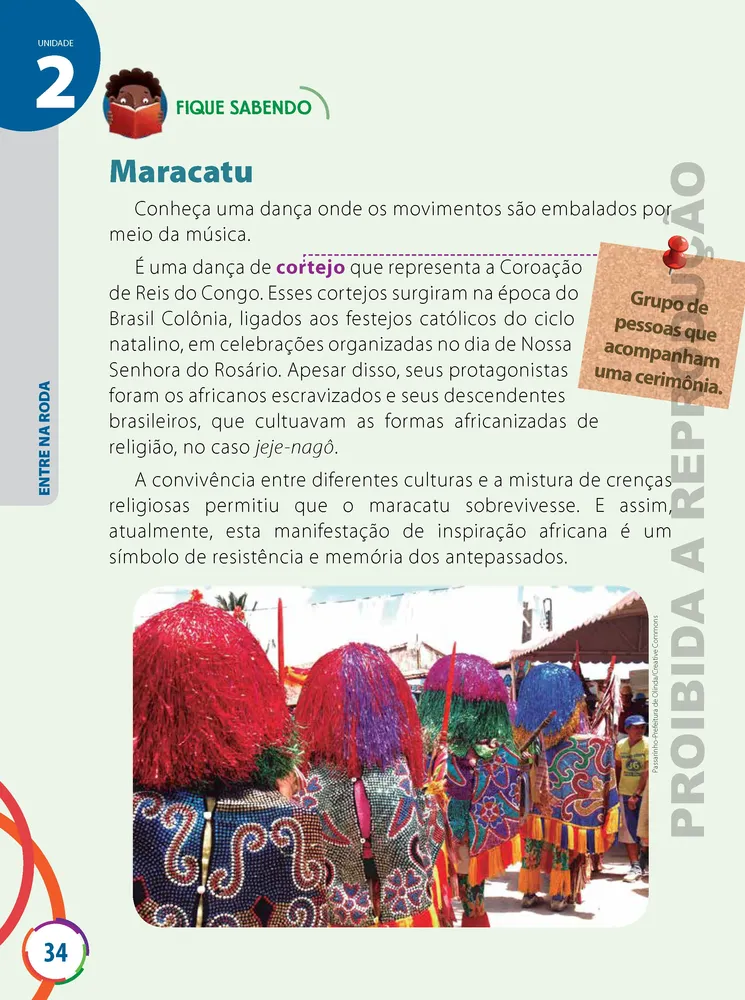 UNIDADE
2
FIQUE SABENDO
Maracatu
Conheça uma dança onde os movimentos são embalados por
meio da música.
É uma dança de cortejo que representa a Coroação
de Reis do Congo. Esses cortejos surgiram na época do
Brasil Colônia, ligados aos festejos católicos do ciclo
natalino, em celebrações organizadas no dia de Nossa
Senhora do Rosário. Apesar disso, seus protagonistas
foram os africanos escravizados e seus descendentes
brasileiros, que cultuavam as formas africanizadas de
religião, no caso jeje-nagô.
Grupo de
pessoas que
acompanham
uma cerimônia.
A convivência entre diferentes culturas e a mistura de crenças
religiosas permitiu que o maracatu sobrevivesse. E assim,
atualmente, esta manifestação de inspiração africana é um
símbolo de resistência e memória dos antepassados.
ENTRE NA RODA
Passarinho-Prefeitura de Olinda/Creative Commons
PROIBIDA A REPRODUÇÃO
34